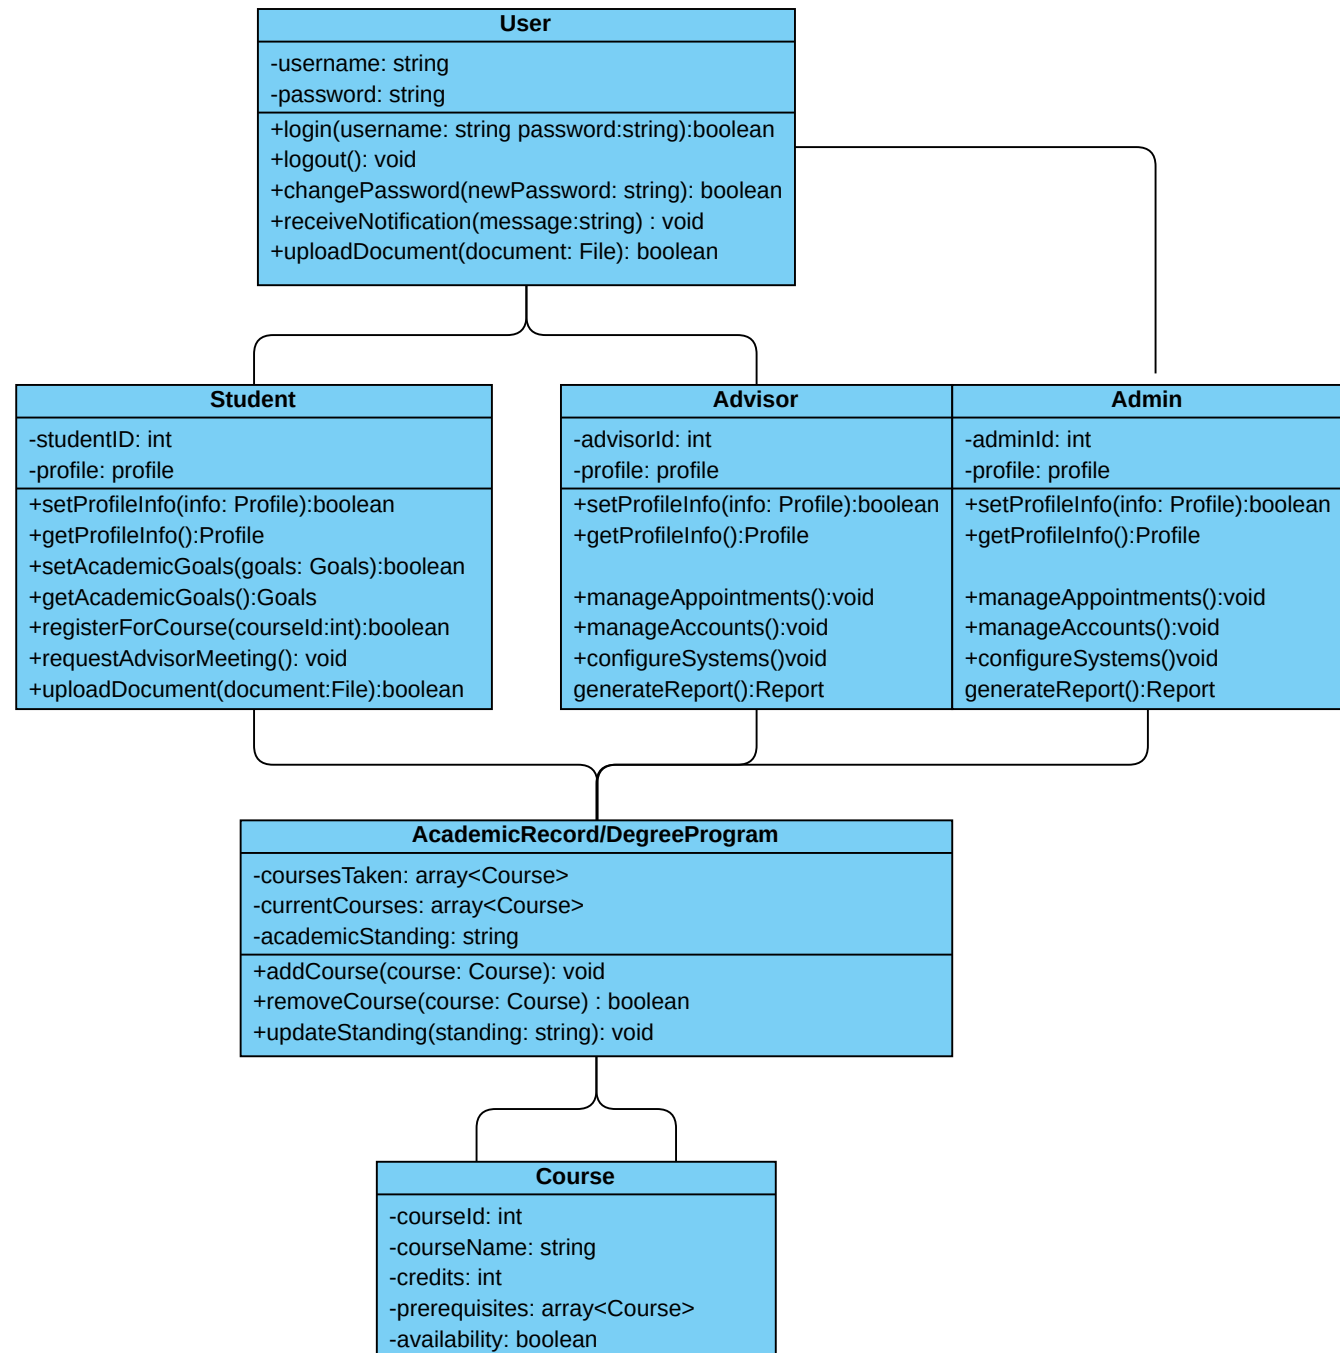 User
-username: string
-password: string
+login(username: string password:string):boolean
+logout(): void
+changePassword(newPassword: string): boolean
+receiveNotification(message:string) : void
+uploadDocument(document: File): boolean
Student
-studentID: int
-profile: profile
+setProfileInfo(info: Profile):boolean
+getProfileInfo():Profile
+setAcademicGoals(goals: Goals):boolean
+getAcademicGoals():Goals
+registerForCourse(courseId:int):boolean
+requestAdvisorMeeting(): void
+uploadDocument(document:File):boolean
Advisor
-advisorId: int
-profile: profile
+setProfileInfo(info: Profile):boolean
+getProfileInfo():Profile
+manageAppointments():void
+manageAccounts():void
+configureSystems()void
generateReport():Report
Admin
-adminId: int
-profile: profile
+setProfileInfo(info: Profile):boolean
+getProfileInfo():Profile
+manageAppointments():void
+manageAccounts():void
+configureSystems()void
generateReport():Report
AcademicRecord/DegreeProgram
-coursesTaken: array<Course>
-currentCourses: array<Course>
-academicStanding: string
+addCourse(course: Course): void
+removeCourse(course: Course) : boolean
+updateStanding(standing: string): void
Course
-courseId: int
-courseName: string
-credits: int
-prerequisites: array<Course>
-availability: boolean